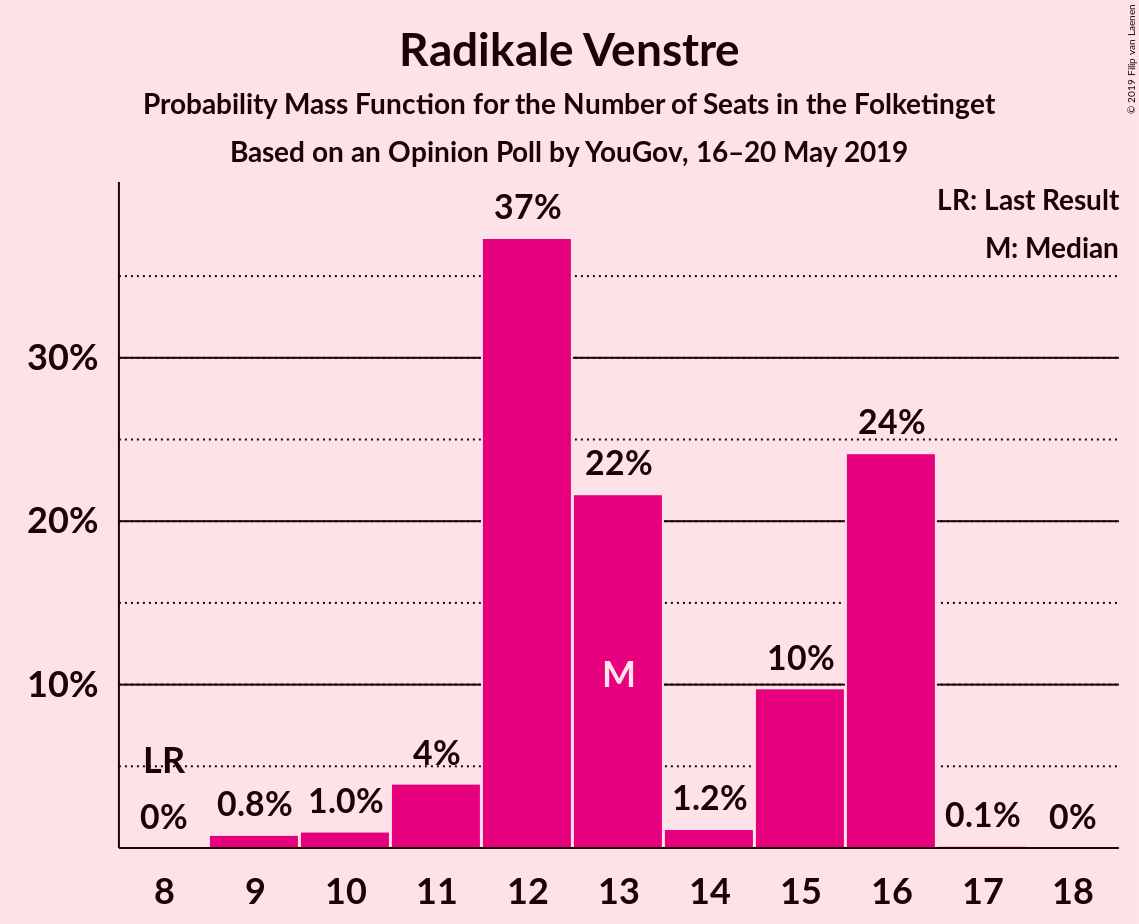 Radikale Venstre
Probability Mass Function for the Number of Seats in the Folketinget
Based on an Opinion Poll by YouGov, 16–20 May 2019
© 2019 Filip van Laenen
LR: Last Result
M: Median
37%
30%
24%
22%
20%
10%
10%
M
LR
4%
0%
0.8%
1.0%
1.2%
0.1%
0%
8 9 10 11 12 13 14 15 16 17 18